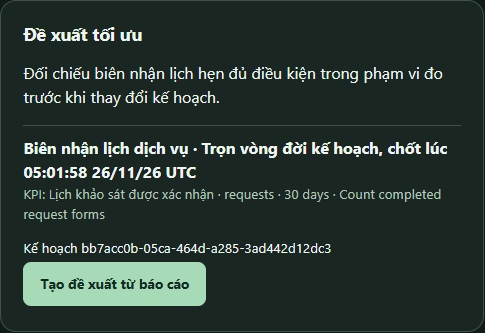 Đề xuất tối ưu
Đối chiếu biên nhận lịch hẹn đủ điều kiện trong phạm vi đo
trước khi thay đổi kế hoạch.
Biên nhận lịch dịch vụ · Trọn vòng đời kế hoạch, chốt lúc
05:01:58 26/11/26 UTC
KPI: Lịch khảo sát được xác nhận · requests · 30 days · Count completed
request forms
Kế hoạch bb7acc0b-05ca-464d-a285-3ad442d12dc3
Tạo đề xuất từ báo cáo